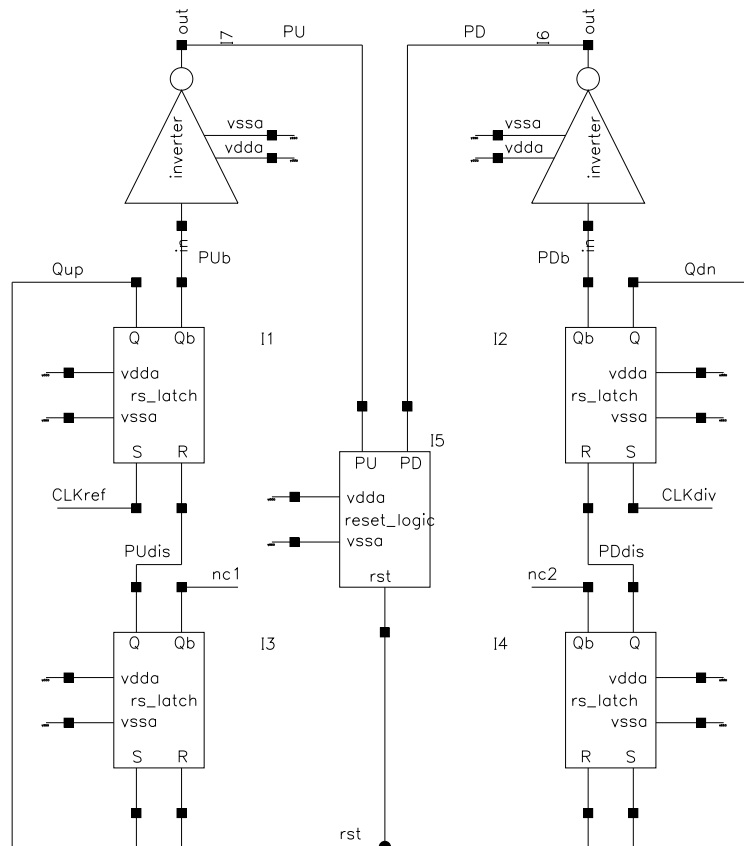 out I7 PU PD I6 out
vssa vssa
inverter vdda vdda inverter
in PUb PDb in
Qup Qdn
Q Qb I1 I2 Qb Q
vdda vdda
rs_latch rs_latch
vssa vssa
S R I5 R S
PU PD
CLKref CLKdiv
vdda
reset_logic
vssa
PUdis PDdis
nc1 rst nc2
Q Qb I3 I4 Qb Q
vdda vdda
rs_latch rs_latch
vssa vssa
S R R S
rst